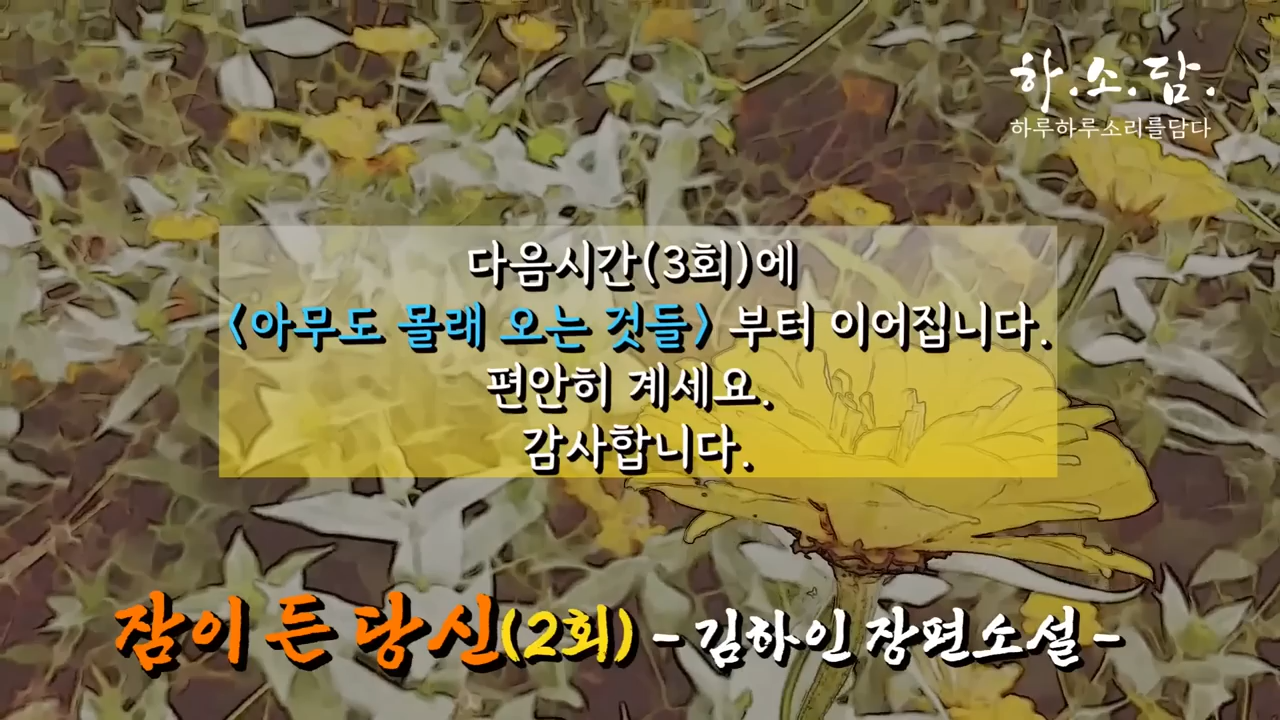 하.소.담.
하루하루소리를담다
다음시간(3회)에
<아무도 몰래 오는 것들> 부터 이어집니다.
편안히 계세요.
감사합니다.
잠이 든 당신(2회) - 김하인 장편소설 -